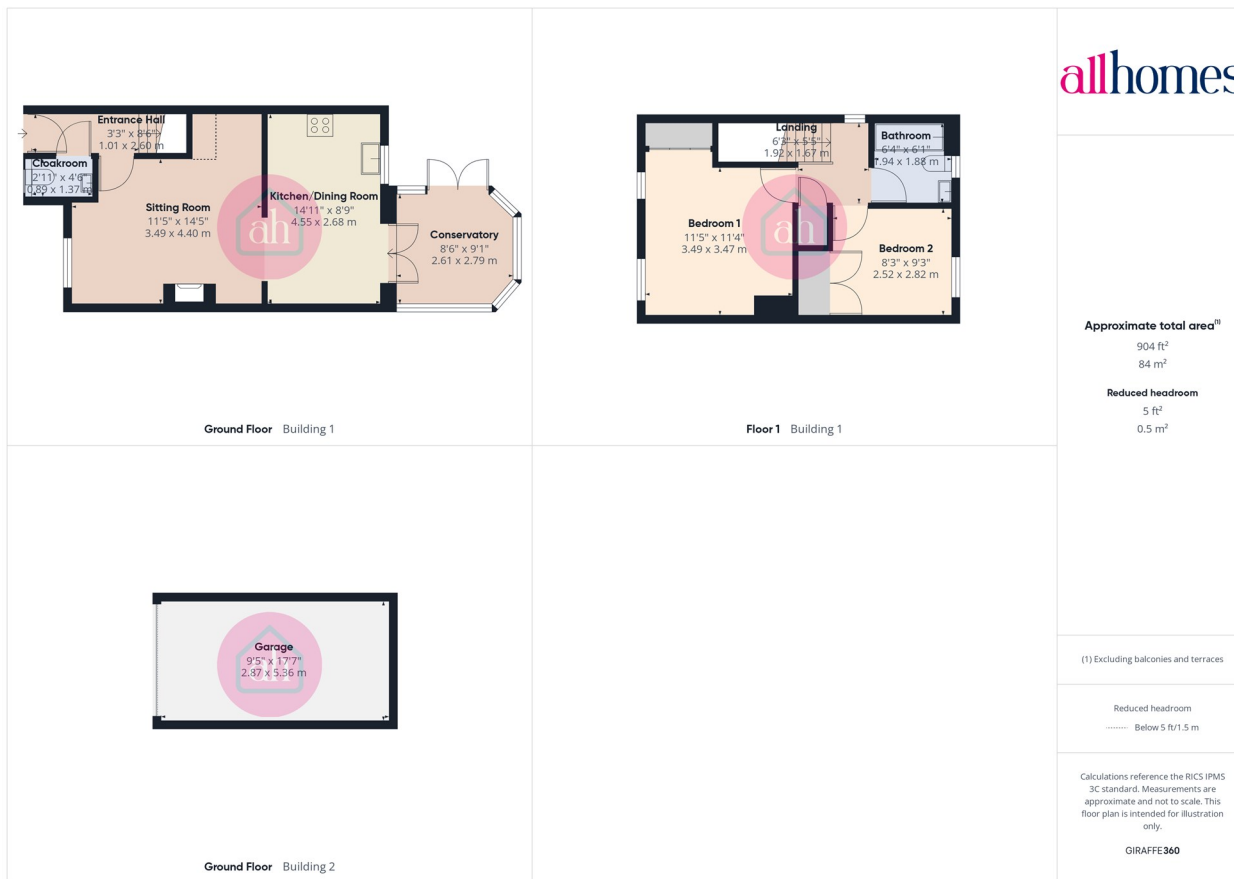 allhomes
Entrance Hall
3'3" x 8'6"
1.01 x 2.60 m
Cloakroom
2'11" x 4'6"
0.89 x 1.37 m
Sitting Room
11'5" x 14'5"
3.49 x 4.40 m
Kitchen/Dining Room
14'11" x 8'9"
4.55 x 2.68 m
Conservatory
8'6" x 9'1"
2.61 x 2.79 m
ah
Ground Floor Building 1
Landing
6'3" x 5'5"
1.92 x 1.67 m
Bathroom
6'4" x 6'1"
1.94 x 1.88 m
Bedroom 1
11'5" x 11'4"
3.49 x 3.47 m
Bedroom 2
8'3" x 9'3"
2.52 x 2.82 m
ah
Floor 1 Building 1
Garage
9'5" x 17'7"
2.87 x 5.36 m
ah
Ground Floor Building 2
Approximate total area(1)
904 ft²
84 m²
Reduced headroom
5 ft²
0.5 m²
(1) Excluding balconies and terraces
Reduced headroom
Below 5 ft/1.5 m
Calculations reference the RICS IPMS
3C standard. Measurements are
approximate and not to scale. This
floor plan is intended for illustration
only.
GIRAFFE360